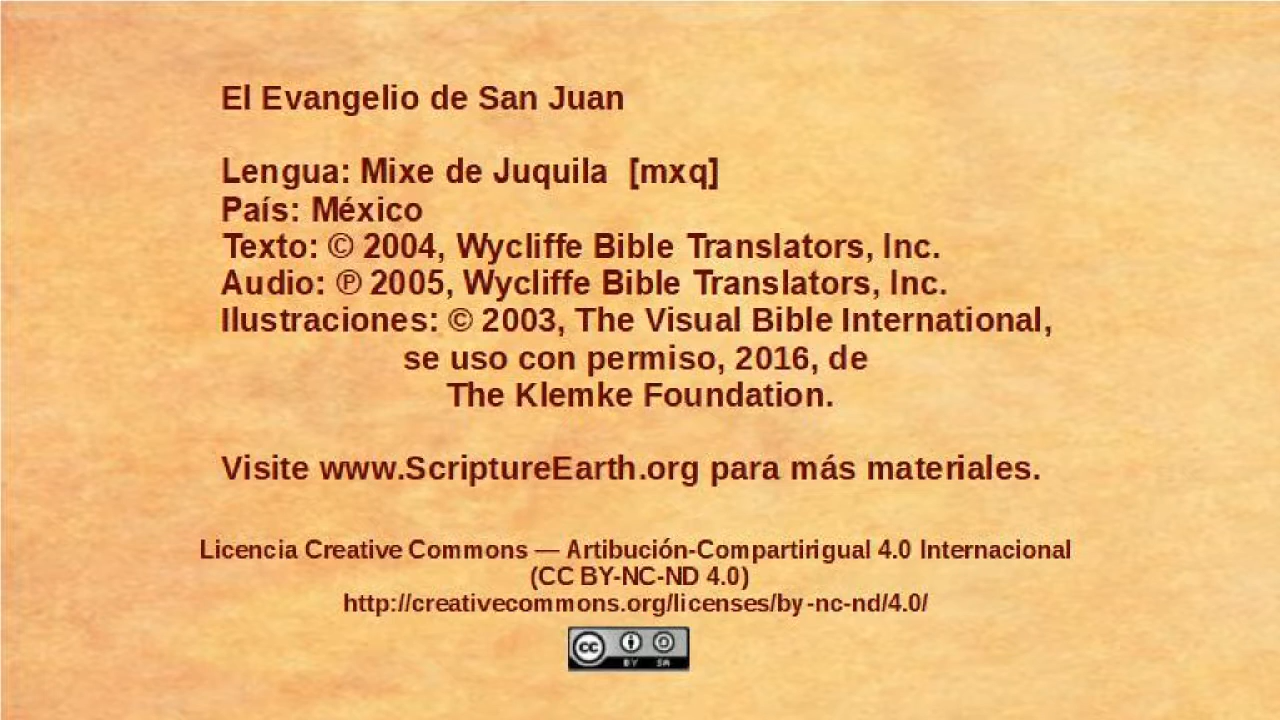 El Evangelio de San Juan
Lengua: Mixe de Juquila [mxq]
País: México
Texto: © 2004, Wycliffe Bible Translators, Inc.
Audio: ℗ 2005, Wycliffe Bible Translators, Inc.
Ilustraciones: © 2003, The Visual Bible International,
se uso con permiso, 2016, de
The Klemke Foundation.
Visite www.ScriptureEarth.org para más materiales.
Licencia Creative Commons — Artibución-Compartirigual 4.0 Internacional
(CC BY-NC-ND 4.0)
http://creativecommons.org/licenses/by-nc-nd/4.0/
cc BY SA